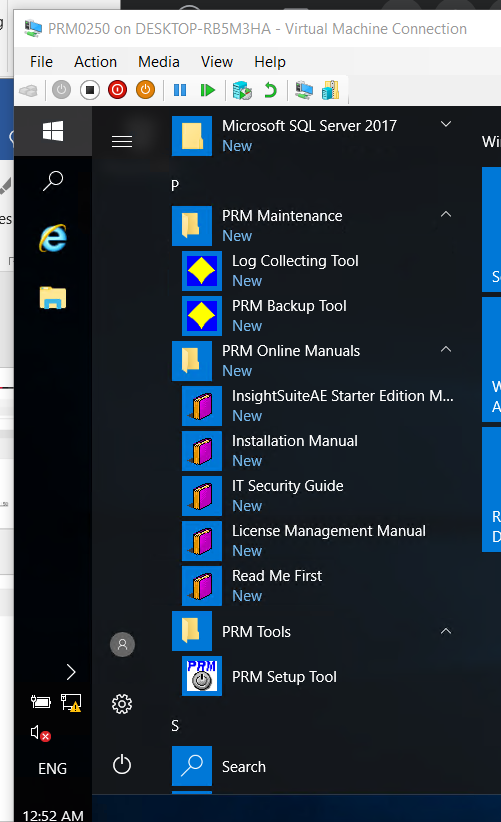 PRM0250 on DESKTOP-RB5M3HA - Virtual Machine Connection
File Action Media View Help
Microsoft SQL Server 2017
New
P
PRM Maintenance
New
Log Collecting Tool
New
PRM Backup Tool
New
PRM Online Manuals
New
InsightSuiteAE Starter Edition M...
New
Installation Manual
New
IT Security Guide
New
License Management Manual
New
Read Me First
New
PRM Tools
PRM
PRM Setup Tool
S
Search
ENG
12:52 AM
Wi
S
W
A
R
D
es